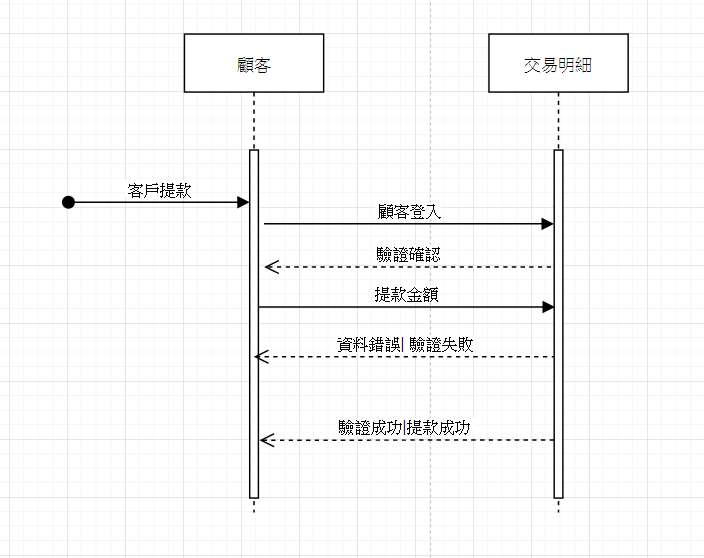 顧客
交易明細
客戶提款
顧客登入
驗證確認
提款金額
資料錯誤| 驗證失敗
驗證成功|提款成功